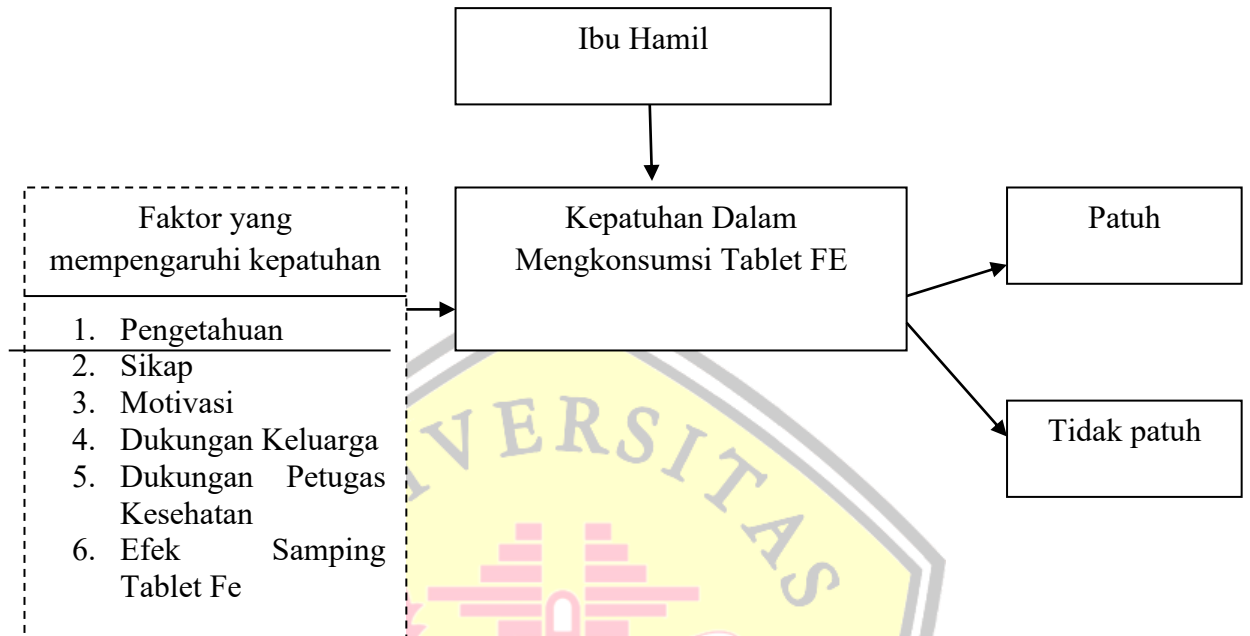 Ibu Hamil
Faktor yang
mempengaruhi kepatuhan
1. Pengetahuan
2. Sikap
3. Motivasi
4. Dukungan Keluarga
5. Dukungan Petugas
Kesehatan
6. Efek Samping
Tablet Fe
Kepatuhan Dalam
Mengkonsumsi Tablet FE
Patuh
Tidak patuh
VERSITAS